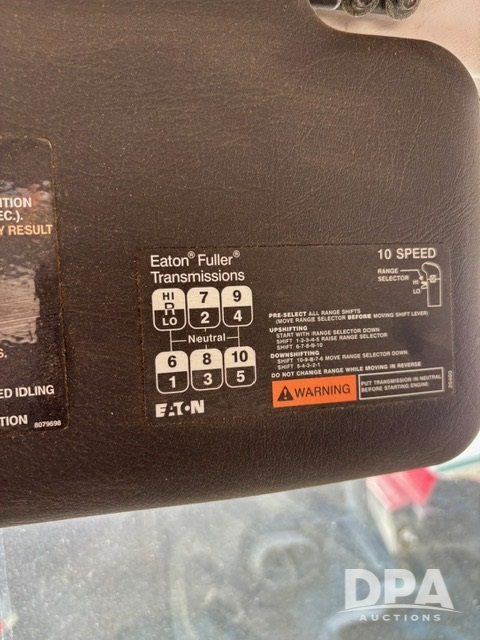 ITION
EC.).
Y RESULT
S.
ED IDLING
TION 8079698
Eaton® Fuller®
Transmissions
10 SPEED
RANGE
SELECTOR
HI
LO
HI
R
LO
7
2
9
4
Neutral
6
1
8
3
10
5
EATON
PRE-SELECT ALL RANGE SHIFTS
(MOVE RANGE SELECTOR BEFORE MOVING SHIFT LEVER)
UPSHIFTING
START WITH RANGE SELECTOR DOWN
SHIFT 1-2-3-4-5 RAISE RANGE SELECTOR
SHIFT 6-7-8-9-10
DOWNSHIFTING
SHIFT 10-9-8-7-6 MOVE RANGE SELECTOR DOWN
SHIFT 5-4-3-2-1
DO NOT CHANGE RANGE WHILE MOVING IN REVERSE
WARNING
PUT TRANSMISSION IN NEUTRAL
BEFORE STARTING ENGINE
DPA
AUCTIONS